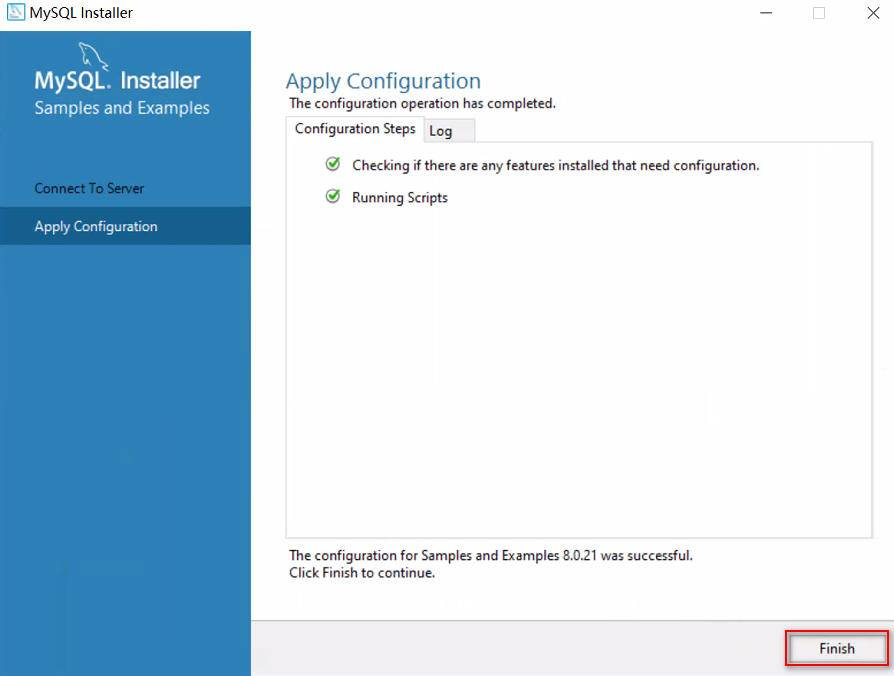 MySQL Installer
MySQL. Installer
Samples and Examples
Connect To Server
Apply Configuration
Apply Configuration
The configuration operation has completed.
Configuration Steps
Log
Checking if there are any features installed that need configuration.
Running Scripts
The configuration for Samples and Examples 8.0.21 was successful.
Click Finish to continue.
Finish